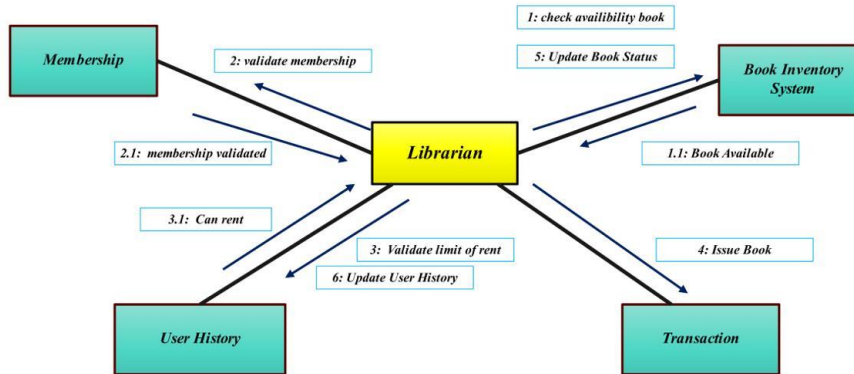 1: check availibility book
Membership
2: validate membership
5: Update Book Status
Book Inventory
System
Librarian
2.1: membership validated
1.1: Book Available
3.1: Can rent
3: Validate limit of rent
4: Issue Book
6: Update User History
User History
Transaction